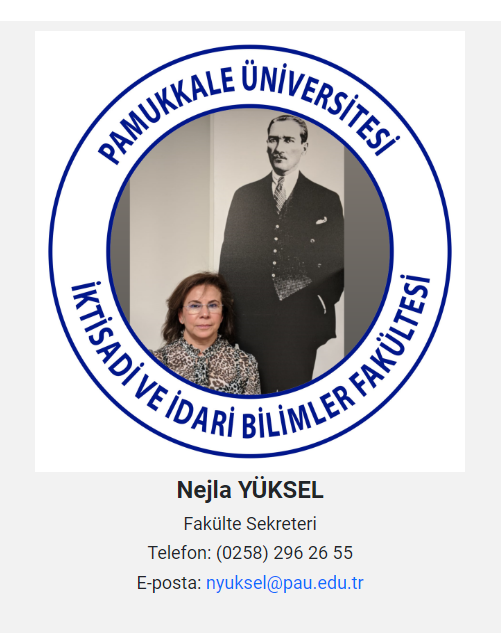 PAMUKKALE ÜNİVERSİTESİ
İKTİSADİ VE İDARİ BİLİMLER FAKÜLTESİ
Nejla YÜKSEL
Fakülte Sekreteri
Telefon: (0258) 296 26 55
E-posta: nyuksel@pau.edu.tr